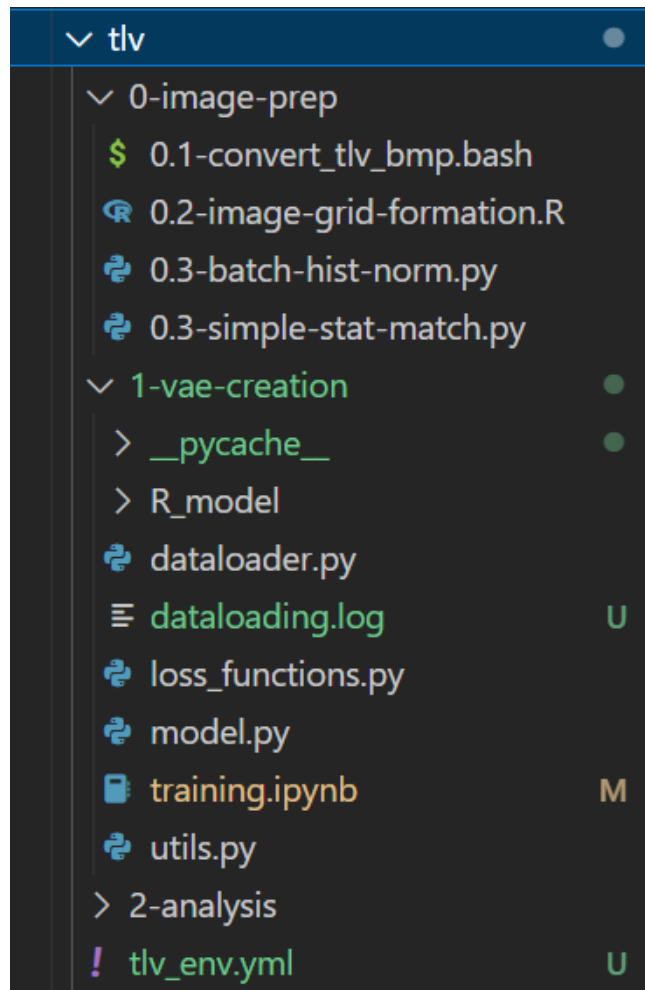 tlv
0-image-prep
$ 0.1-convert_tlv_bmp.bash
R 0.2-image-grid-formation.R
0.3-batch-hist-norm.py
0.3-simple-stat-match.py
1-vae-creation
__pycache__
R_model
dataloader.py
dataloading.log U
loss_functions.py
model.py
training.ipynb M
utils.py
2-analysis
! tlv_env.yml U